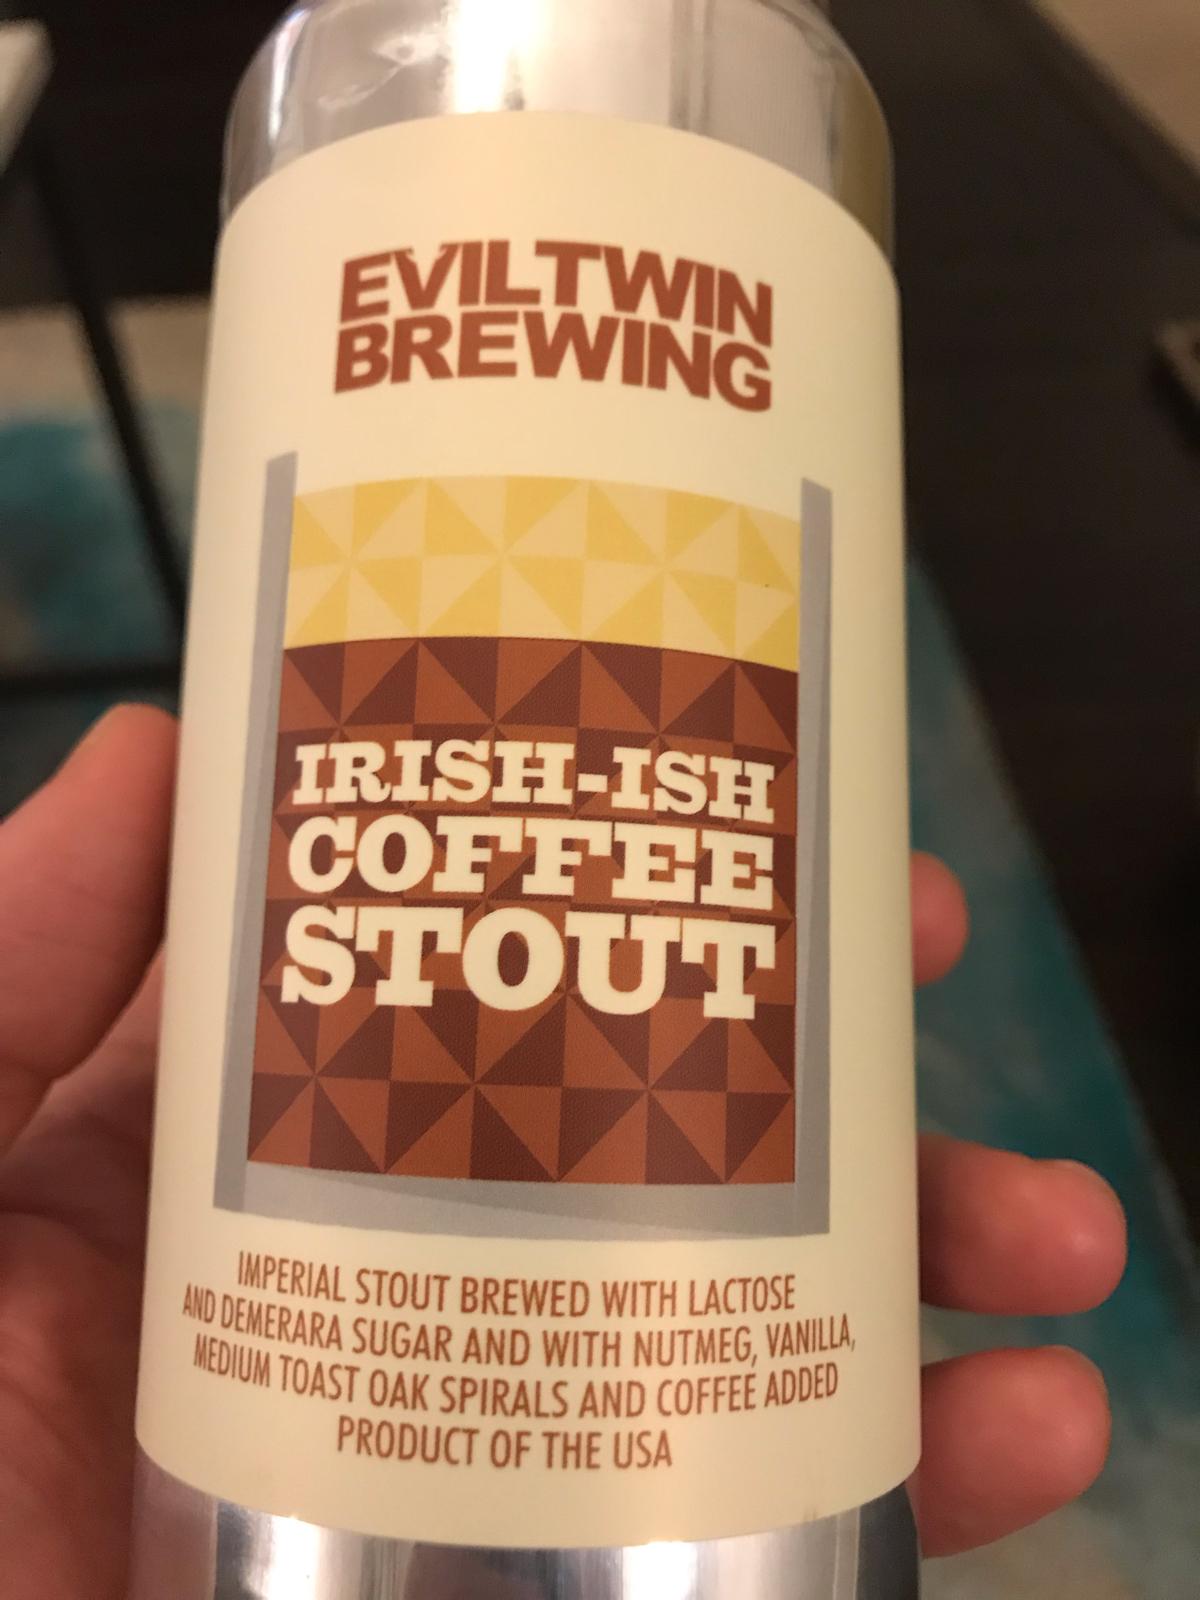 EVILTWIN
BREWING
IRISH-ISH
COFFEE
STOUT
IMPERIAL STOUT BREWED WITH LACTOSE
AND DEMERARA SUGAR AND WITH NUTMEG, VANILLA,
MEDIUM TOAST OAK SPIRALS AND COFFEE ADDED
PRODUCT OF THE USA